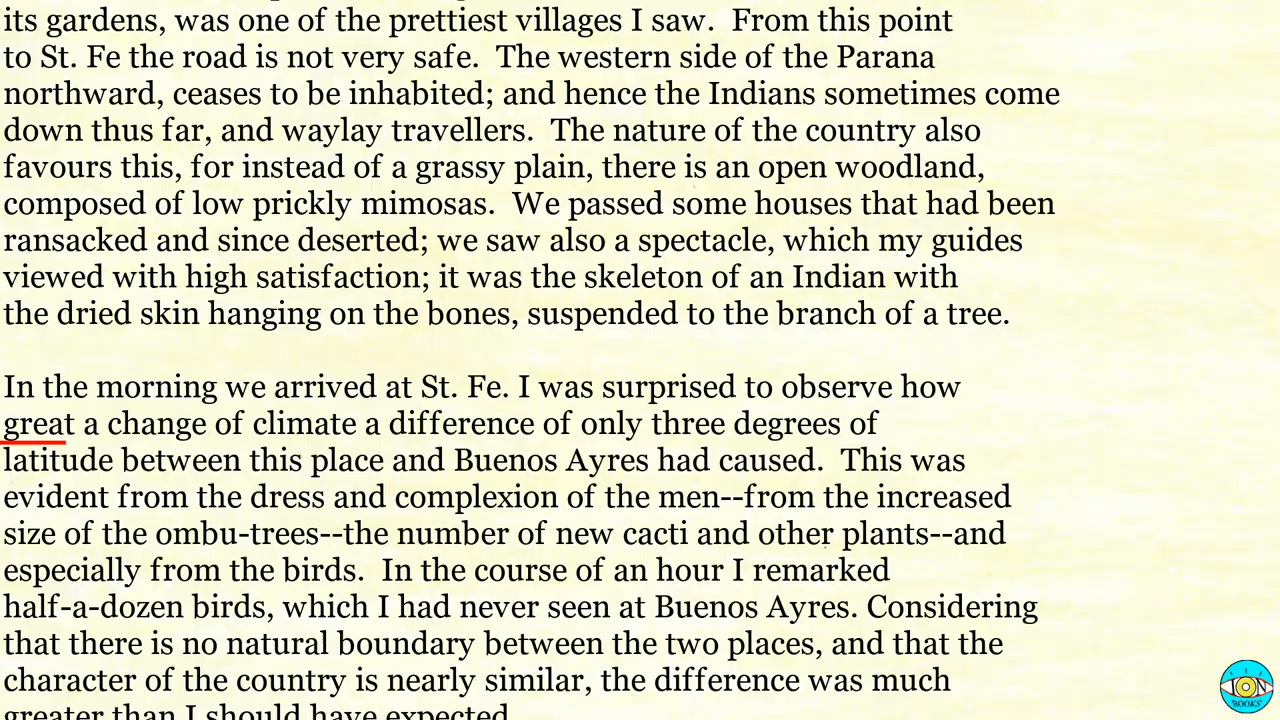 its gardens, was one of the prettiest villages I saw.  From this point
to St. Fe the road is not very safe.  The western side of the Parana
northward, ceases to be inhabited; and hence the Indians sometimes come
down thus far, and waylay travellers.  The nature of the country also
favours this, for instead of a grassy plain, there is an open woodland,
composed of low prickly mimosas.  We passed some houses that had been
ransacked and since deserted; we saw also a spectacle, which my guides
viewed with high satisfaction; it was the skeleton of an Indian with
the dried skin hanging on the bones, suspended to the branch of a tree.
In the morning we arrived at St. Fe. I was surprised to observe how
great a change of climate a difference of only three degrees of
latitude between this place and Buenos Ayres had caused.  This was
evident from the dress and complexion of the men--from the increased
size of the ombu-trees--the number of new cacti and other plants--and
especially from the birds.  In the course of an hour I remarked
half-a-dozen birds, which I had never seen at Buenos Ayres. Considering
that there is no natural boundary between the two places, and that the
character of the country is nearly similar, the difference was much
greater than I should have expected.
ION
BOOKS